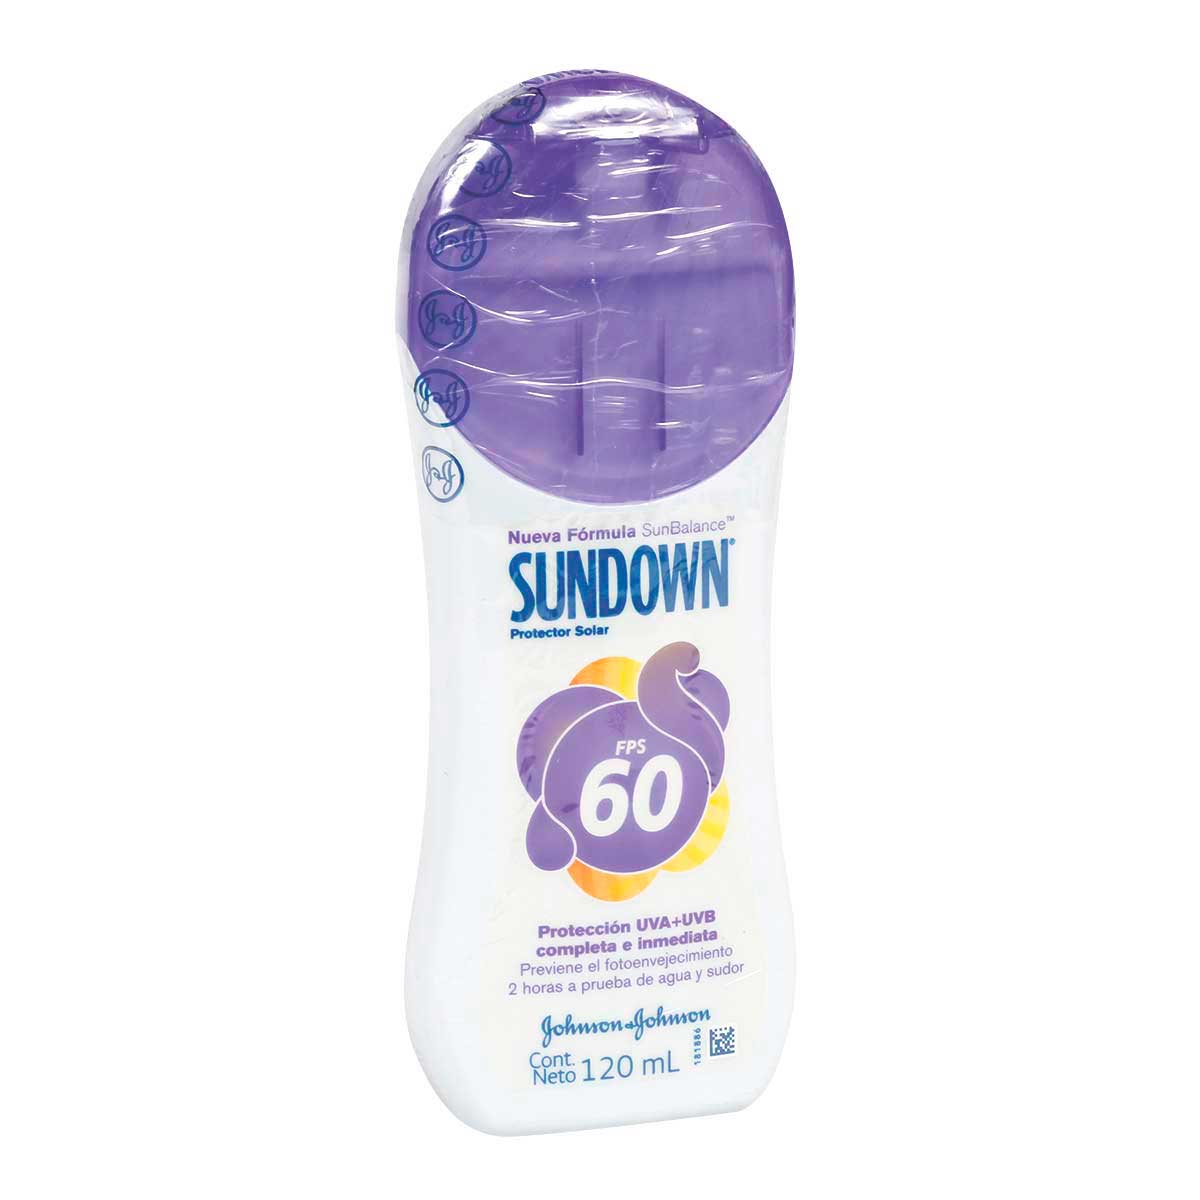 Nueva Fórmula SunBalance™
SUNDOWN®
Protector Solar
FPS
60
Protección UVA+UVB
completa e inmediata
Previene el fotoenvejecimiento
2 horas a prueba de agua y sudor
Johnson & Johnson
181886
Cont.
Neto 120 mL